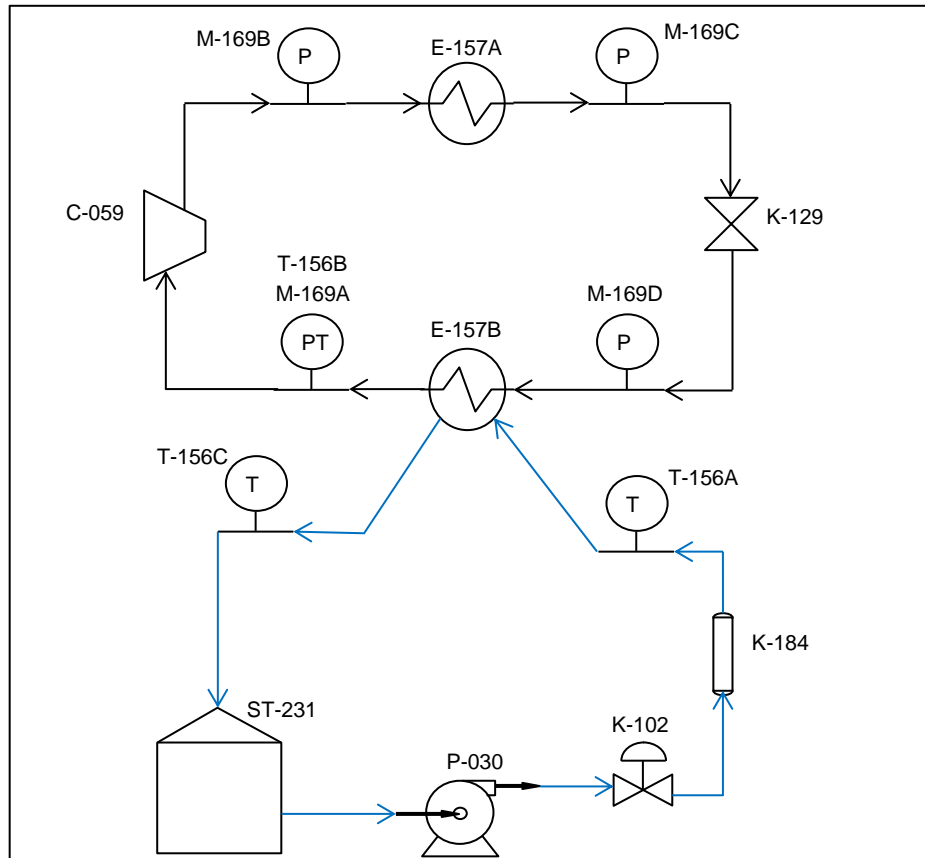 M-169B
P
E-157A
M-169C
P
C-059
K-129
T-156B
M-169A
PT
E-157B
M-169D
P
T-156C
T
T-156A
T
K-184
ST-231
K-102
P-030